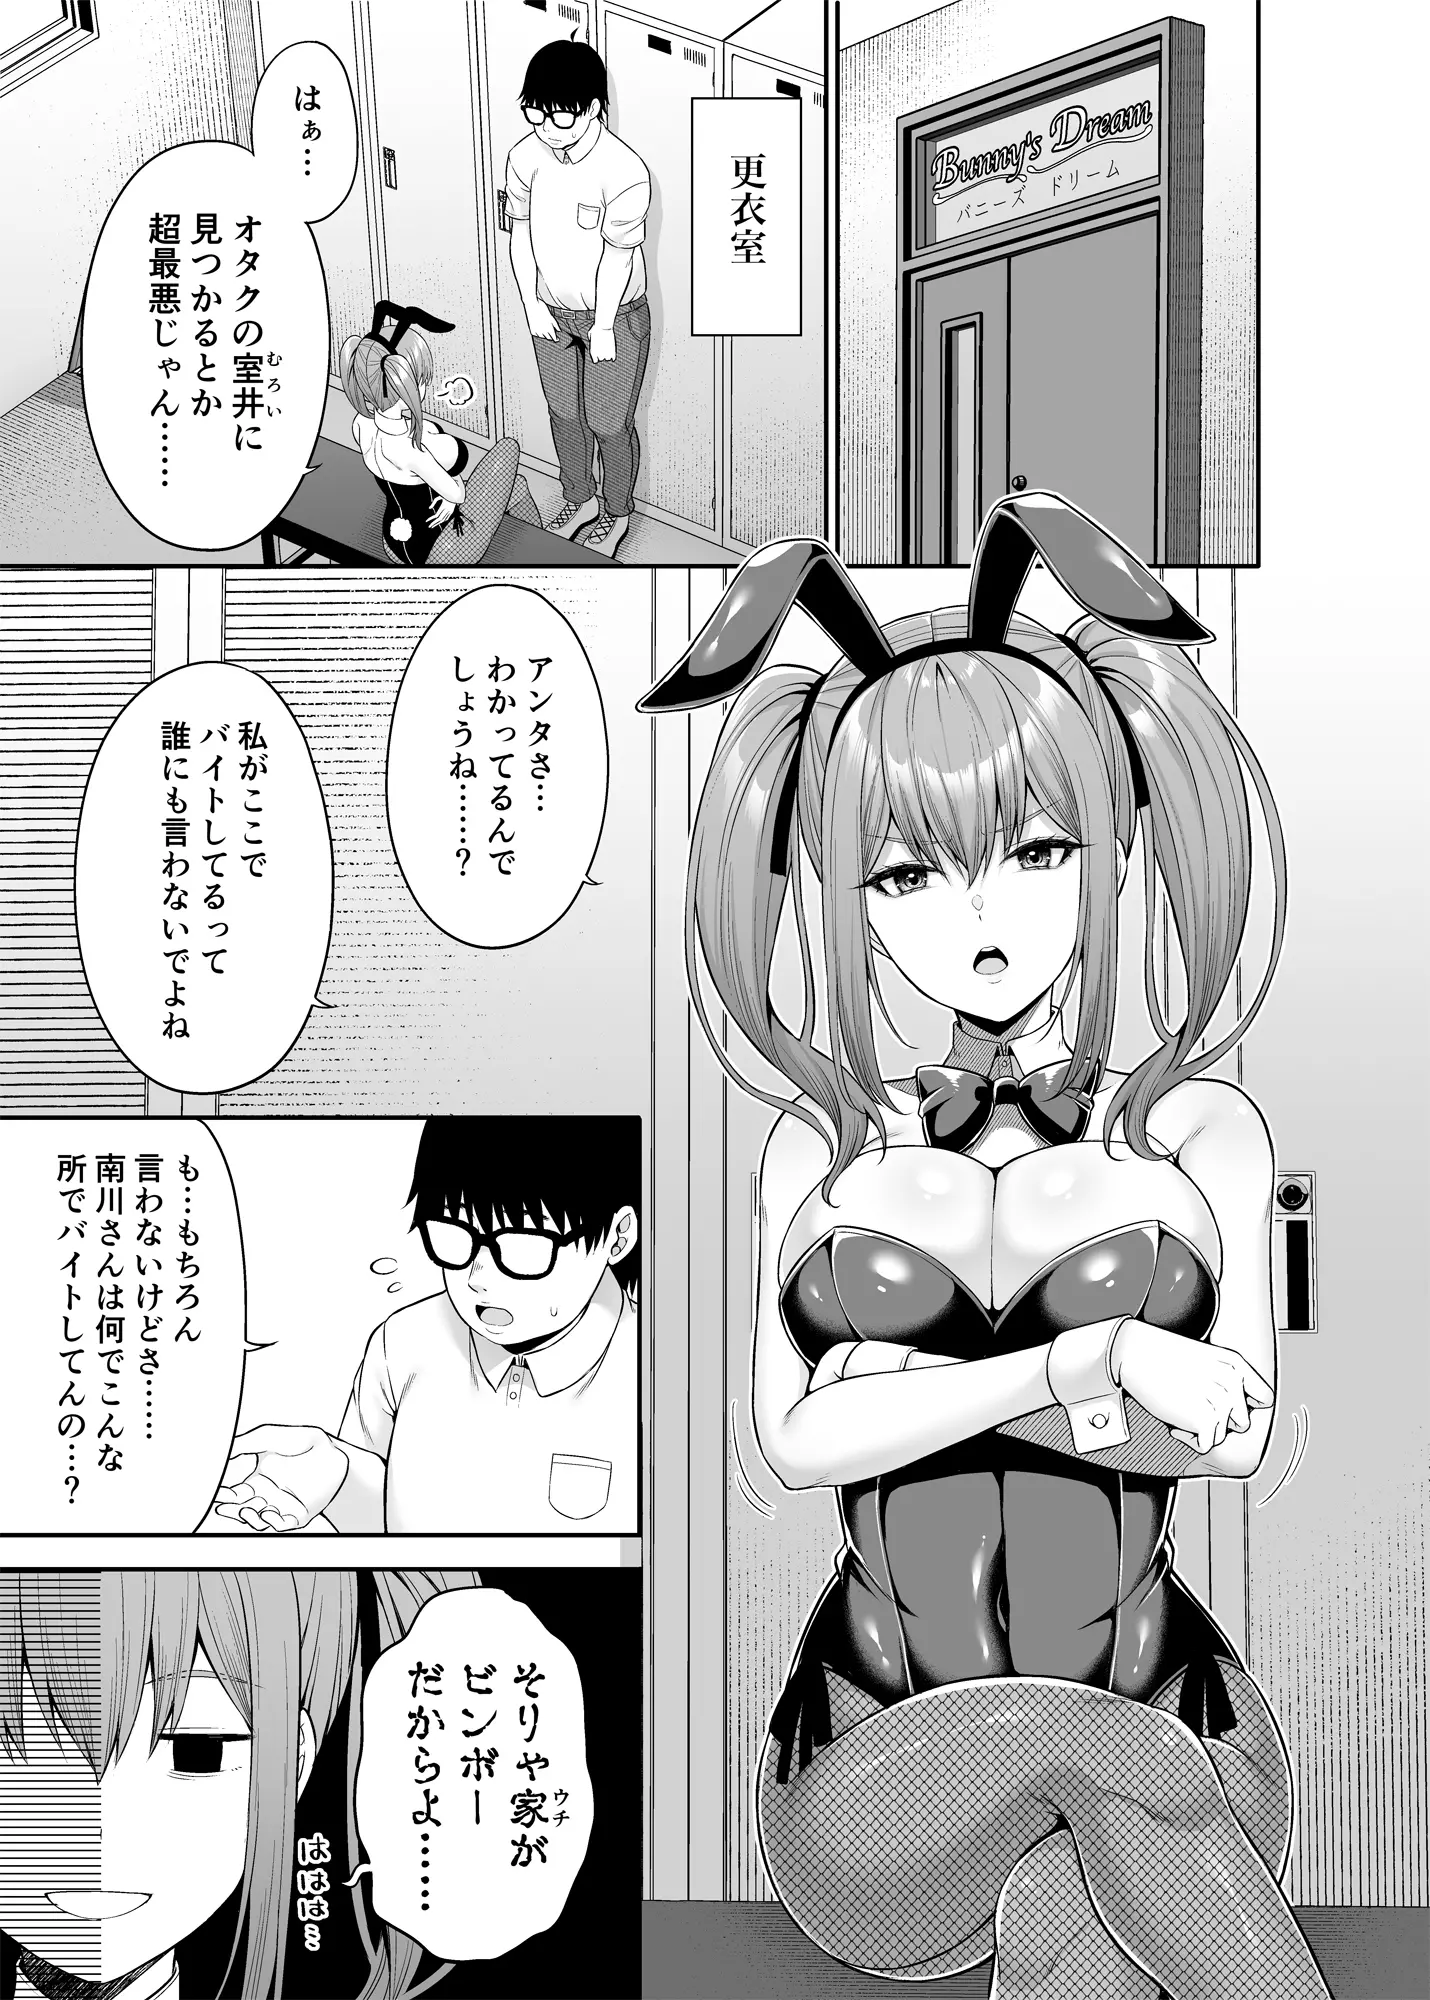 Bunny's Dream
バニーズ ドリーム
更衣室
はぁ…
オタクの室井に
むろい
見つかるとか
超最悪じゃん……
アンタさ…
わかってるんで
しょうね……？
私がここで
バイトしてるって
誰にも言わないでよね
も…もちろん
言わないけどさ……
南川さんは何でこんな
所でバイトしてんの…？
そりゃ家が
ウチ
ビンボー
だからよ……
ははは…